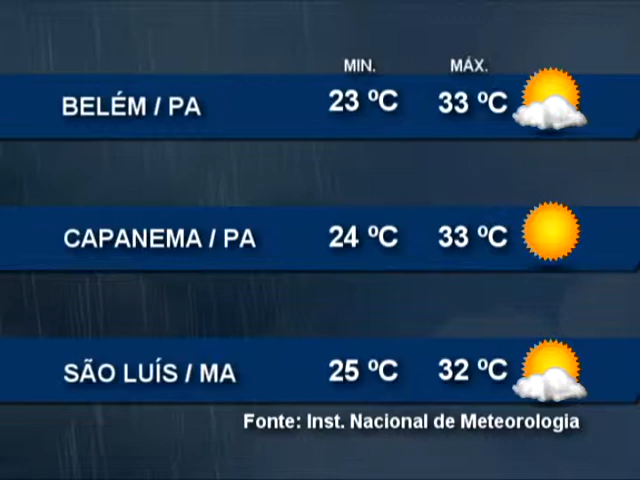 MIN. MÁX.
BELÉM / PA 23 ºC 33 ºC
CAPANEMA / PA 24 ºC 33 ºC
SÃO LUÍS / MA 25 ºC 32 ºC
Fonte: Inst. Nacional de Meteorologia